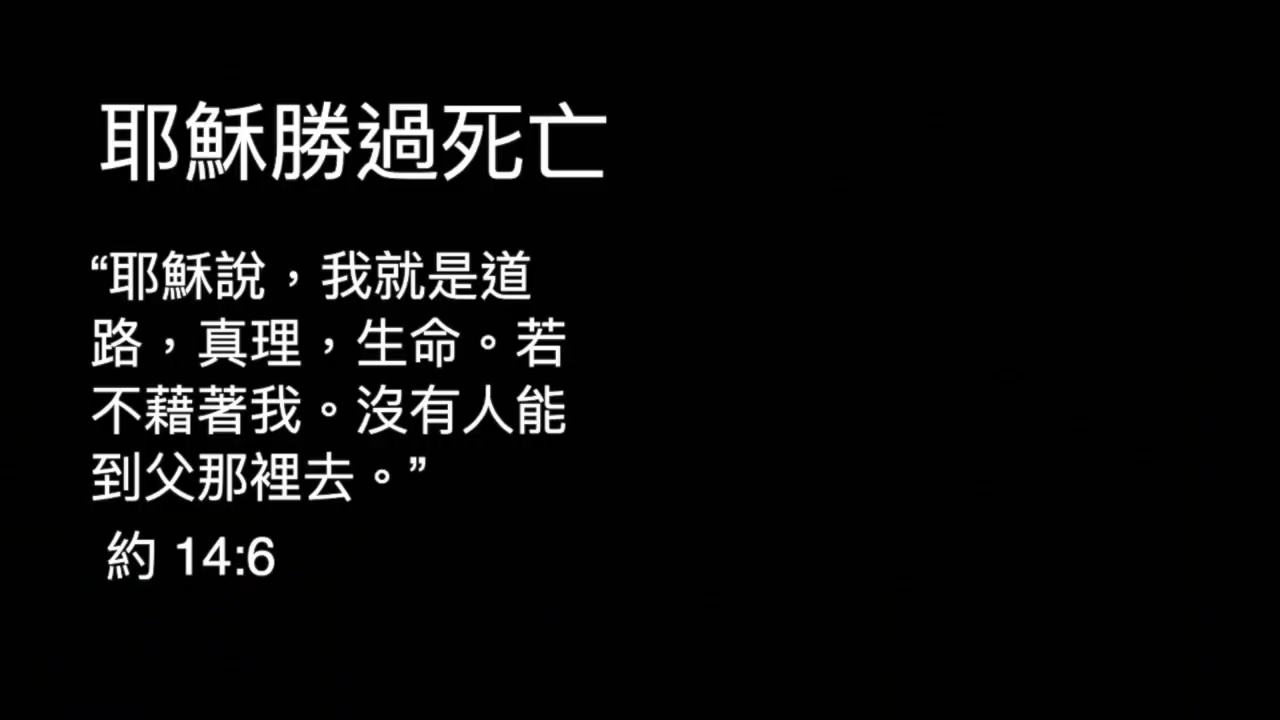 耶穌勝過死亡
“耶穌說，我就是道
路，真理，生命。若
不藉著我。沒有人能
到父那裡去。”
約 14:6